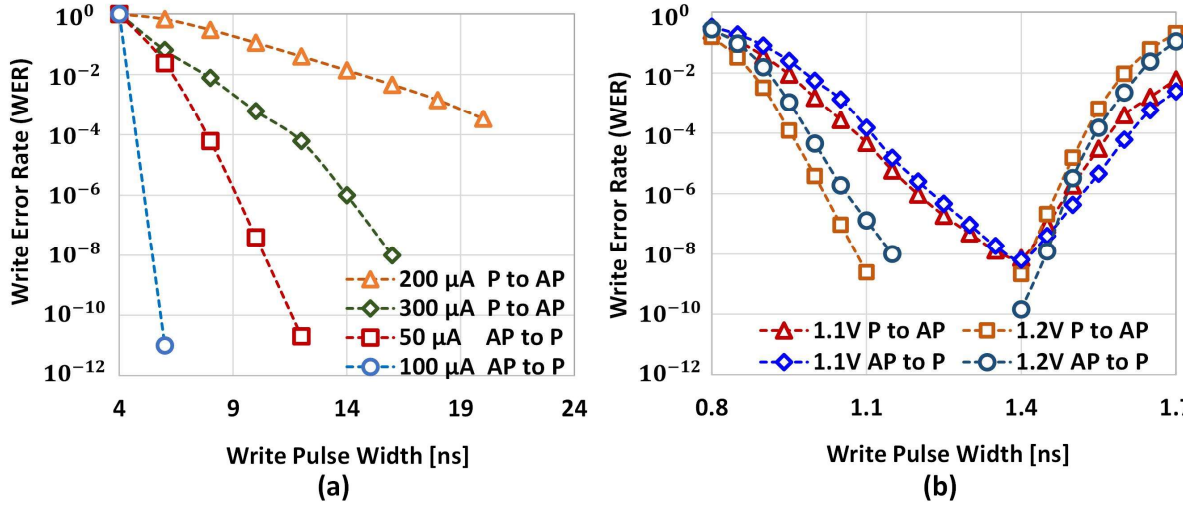 Write Error Rate (WER)
10^0
10^-2
10^-4
10^-6
10^-8
10^-10
10^-12
200 µA P to AP
300 µA P to AP
50 µA AP to P
100 µA AP to P
4 9 14 19 24
Write Pulse Width [ns]
(a)
Write Error Rate (WER)
10^0
10^-2
10^-4
10^-6
10^-8
10^-10
10^-12
1.1V P to AP 1.2V P to AP
1.1V AP to P 1.2V AP to P
0.8 1.1 1.4 1.7
Write Pulse Width [ns]
(b)